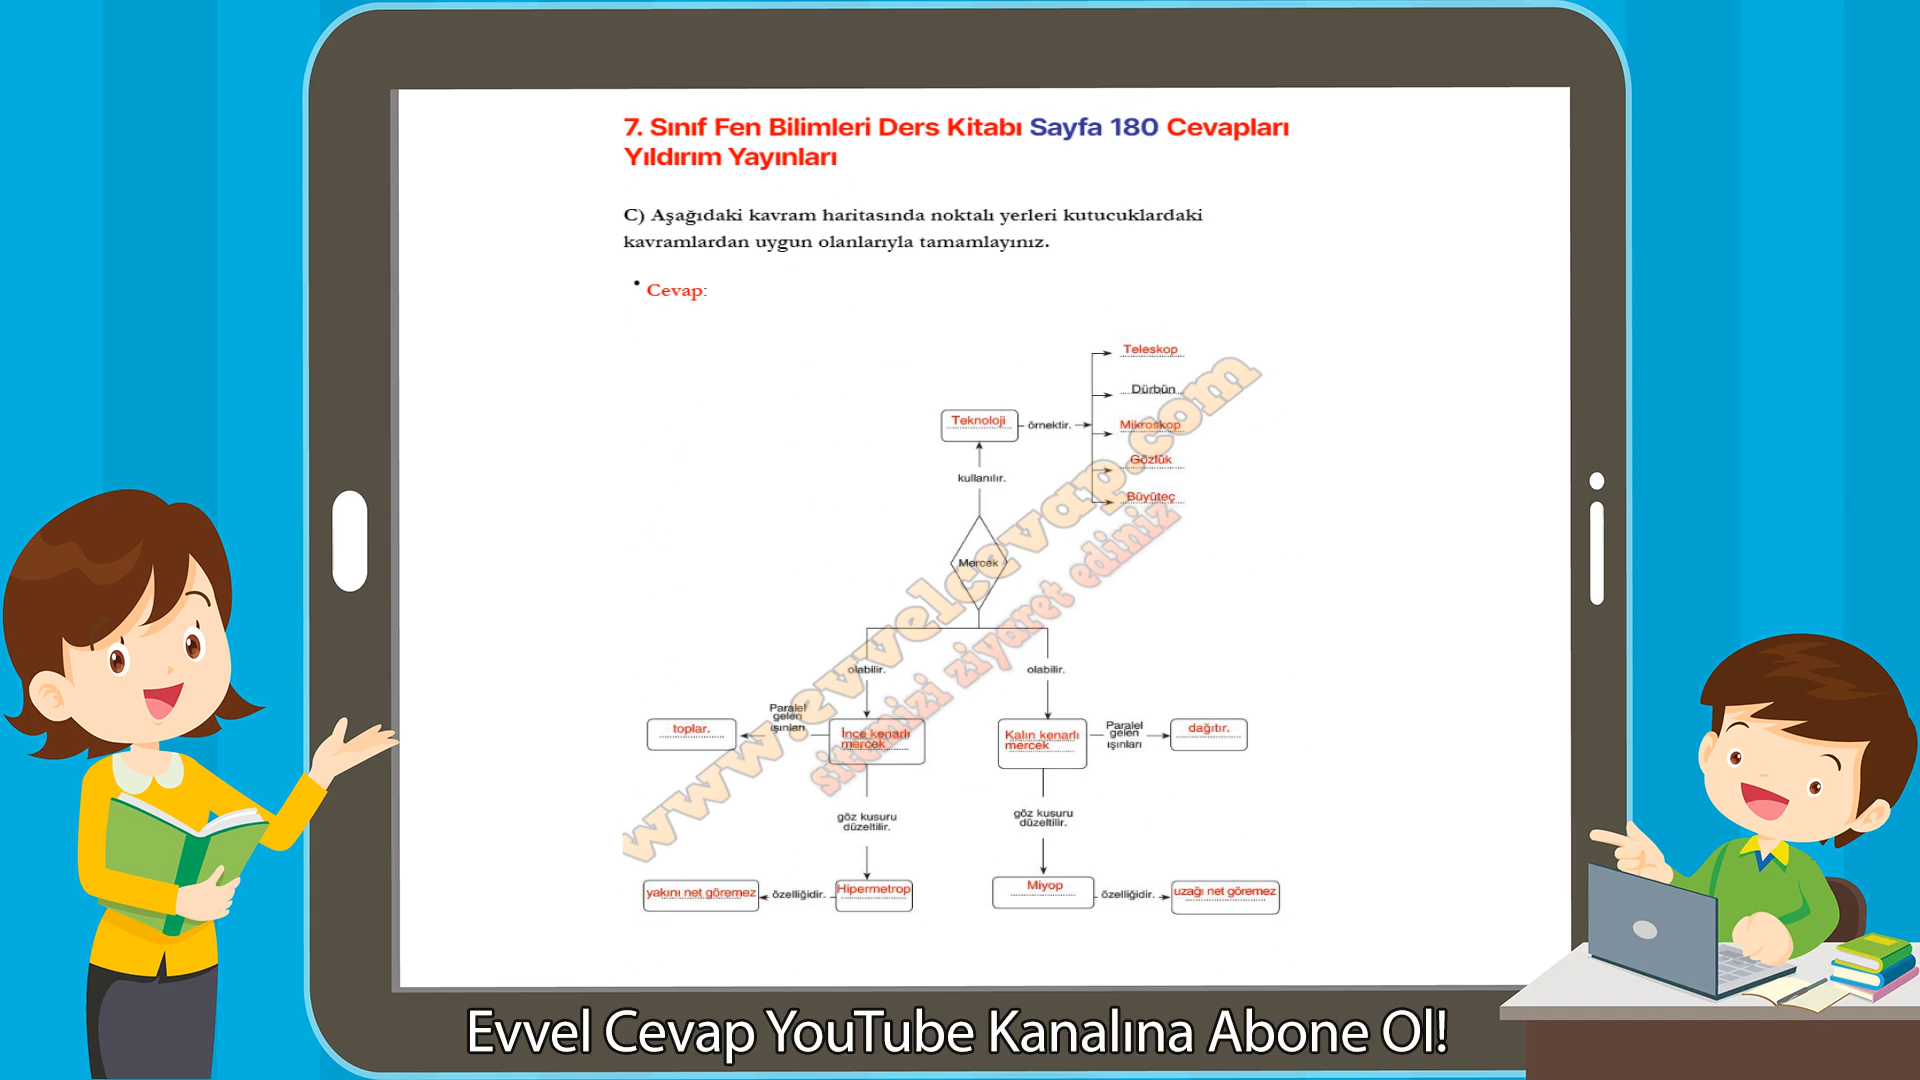 7. Sınıf Fen Bilimleri Ders Kitabı Sayfa 180 Cevapları
Yıldırım Yayınları
C) Aşağıdaki kavram haritasında noktalı yerleri kutucuklardaki
kavramlardan uygun olanlarıyla tamamlayınız.
Cevap:
Teleskop
Dürbün
Teknoloji
örnektir.
Mikroskop
Gözlük
kullanılır.
Büyüteç
Mercek
olabilir.
olabilir.
toplar.
Paralel
gelen
ışınları
İnce kenarlı
mercek
Kalın kenarlı
mercek
Paralel
gelen
ışınları
dağıtır.
göz kusuru
düzeltilir.
göz kusuru
düzeltilir.
yakını net göremez
özelliğidir.
Hipermetrop
Miyop
özelliğidir.
uzağı net göremez
www.evvelcevap.com
sitemizi ziyaret ediniz
Evvel Cevap YouTube Kanalına Abone Ol!